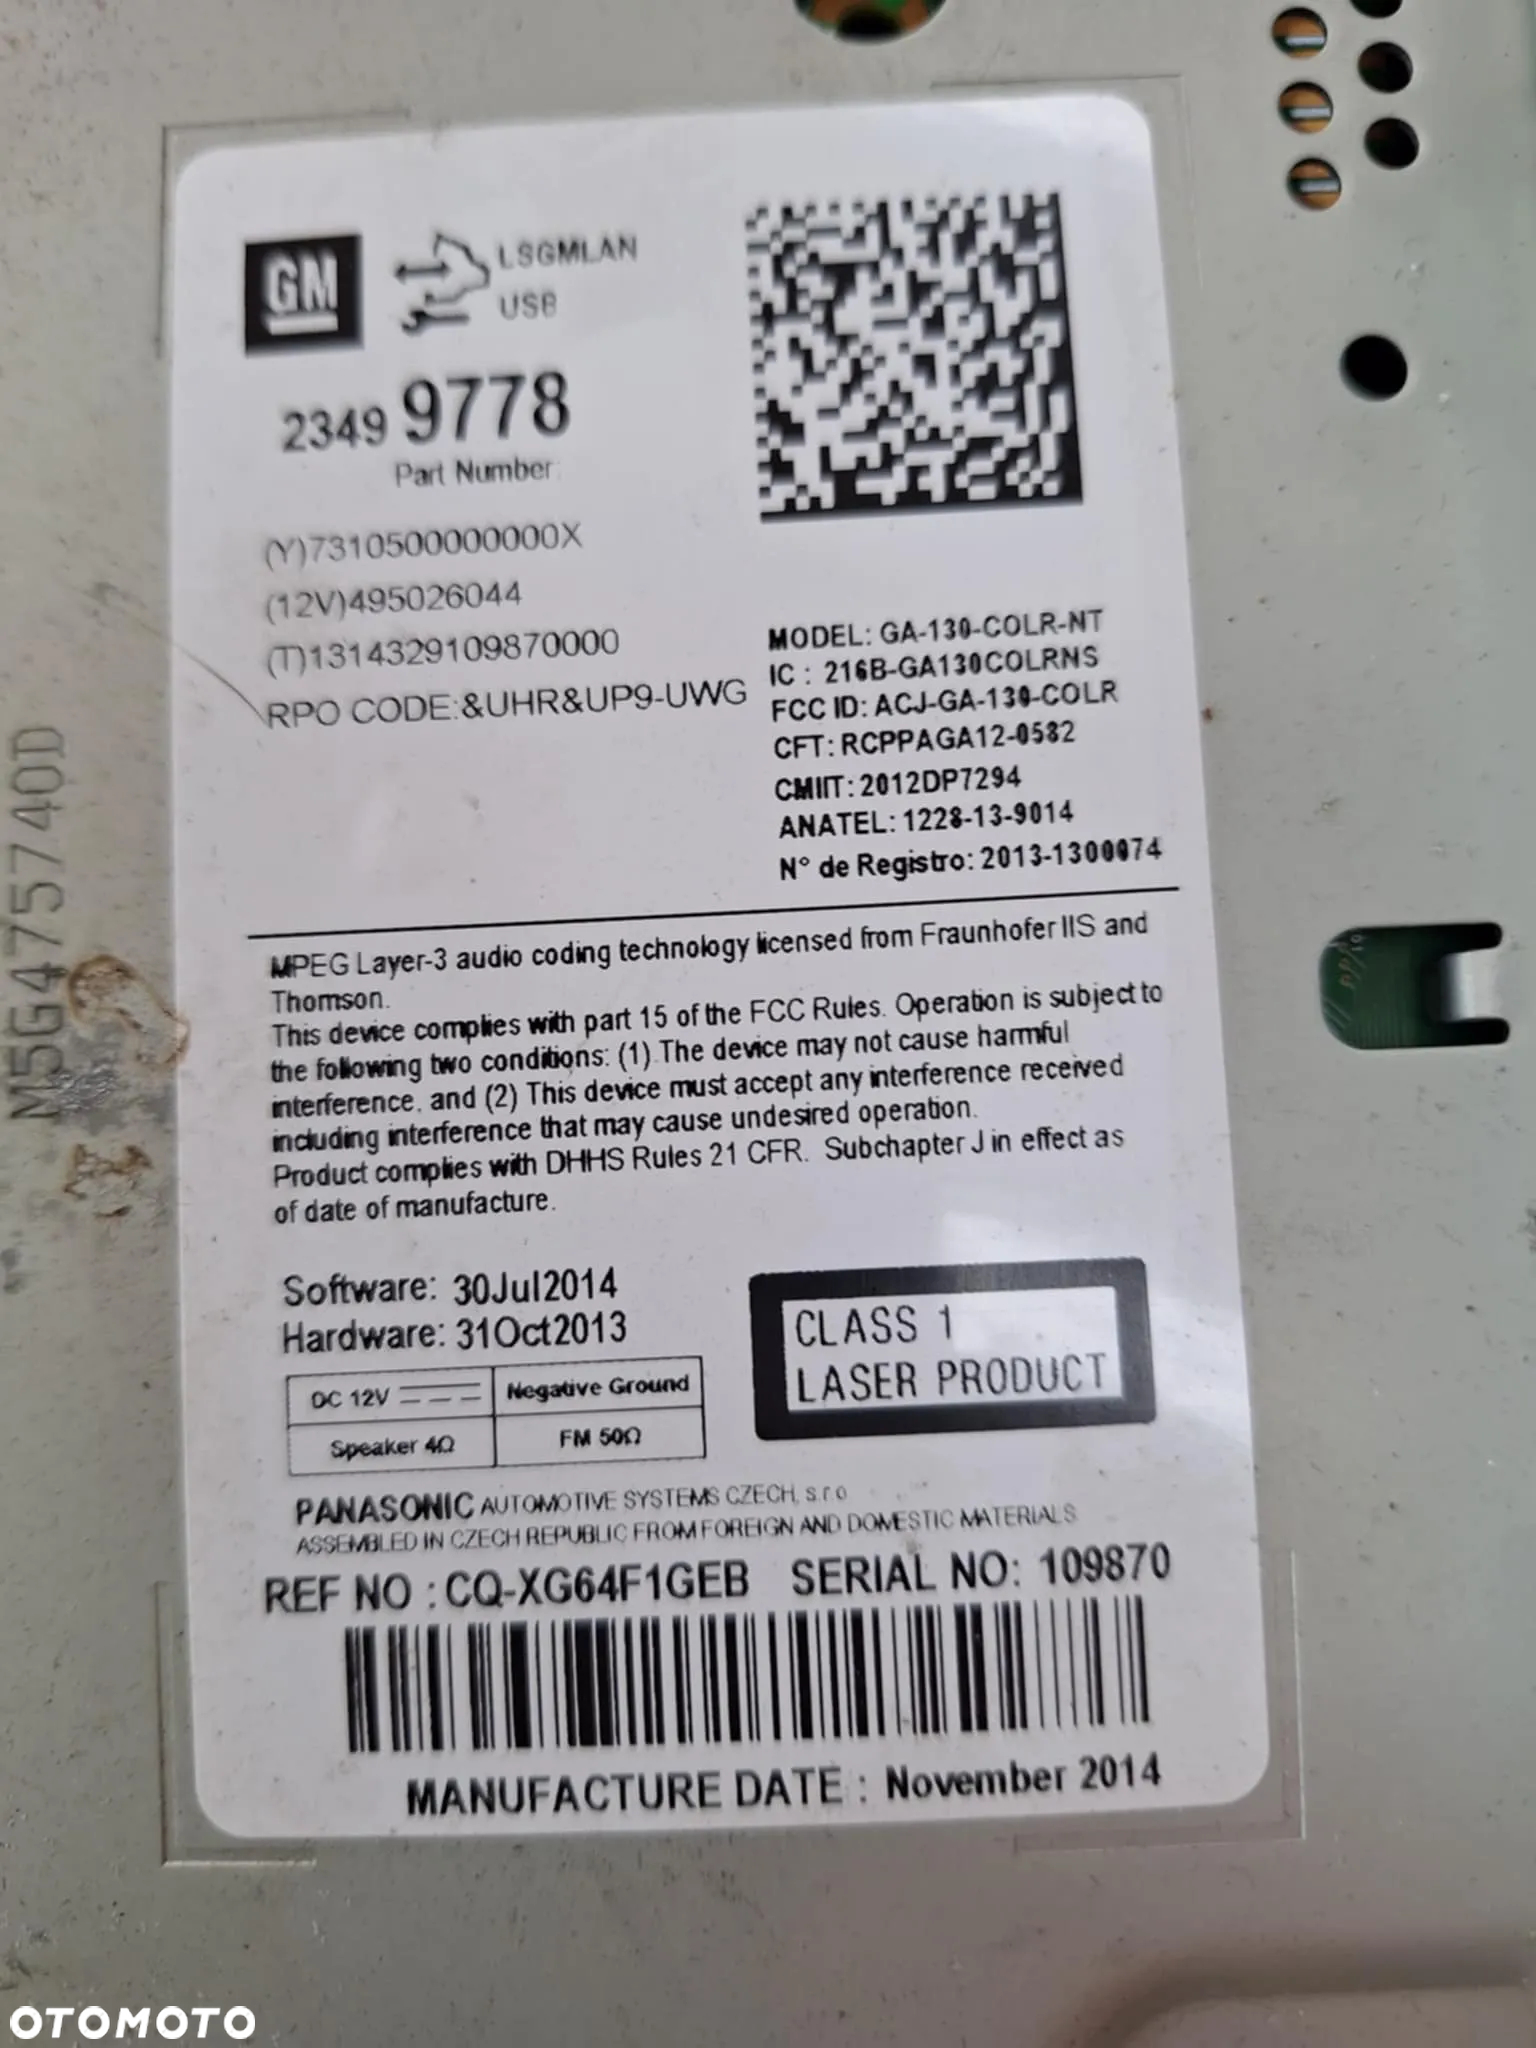 GM
LSGMLAN
USB
23499778
Part Number
(Y)7310500000000X
(12V)495026044
(T)1314329109870000
RPO CODE:&UHR&UP9-UWG
MODEL: GA-130-COLR-NT
IC : 216B-GA130COLRNS
FCC ID: ACJ-GA-130-COLR
CFT: RCPPAGA12-0582
CMIIT: 2012DP7294
ANATEL: 1228-13-9014
N° de Registro: 2013-1300074
MPEG Layer-3 audio coding technology licensed from Fraunhofer IIS and
Thomson.
This device complies with part 15 of the FCC Rules. Operation is subject to
the following two conditions: (1) The device may not cause harmful
interference, and (2) This device must accept any interference received
including interference that may cause undesired operation.
Product complies with DHHS Rules 21 CFR. Subchapter J in effect as
of date of manufacture.
Software: 30Jul2014
Hardware: 31Oct2013
CLASS 1
LASER PRODUCT
DC 12V
Negative Ground
Speaker 4Ω
FM 50Ω
PANASONIC AUTOMOTIVE SYSTEMS CZECH, s.r.o
ASSEMBLED IN CZECH REPUBLIC FROM FOREIGN AND DOMESTIC MATERIALS
REF NO : CQ-XG64F1GEB SERIAL NO: 109870
MANUFACTURE DATE : November 2014
M5G475740D
OTOMOTO